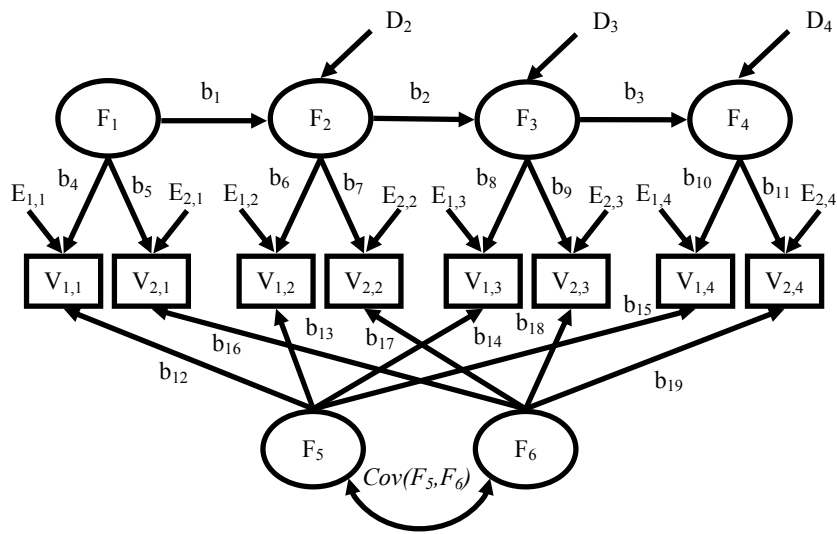 D₂ D₃ D₄
b₁ b₂ b₃
F₁ F₂ F₃ F₄
b₄ b₅ b₆ b₇ b₈ b₉ b₁₀ b₁₁
E₁,₁ E₂,₁ E₁,₂ E₂,₂ E₁,₃ E₂,₃ E₁,₄ E₂,₄
V₁,₁ V₂,₁ V₁,₂ V₂,₂ V₁,₃ V₂,₃ V₁,₄ V₂,₄
b₁₂ b₁₆ b₁₃ b₁₇ b₁₄ b₁₈ b₁₅ b₁₉
F₅ F₆
Cov(F₅,F₆)